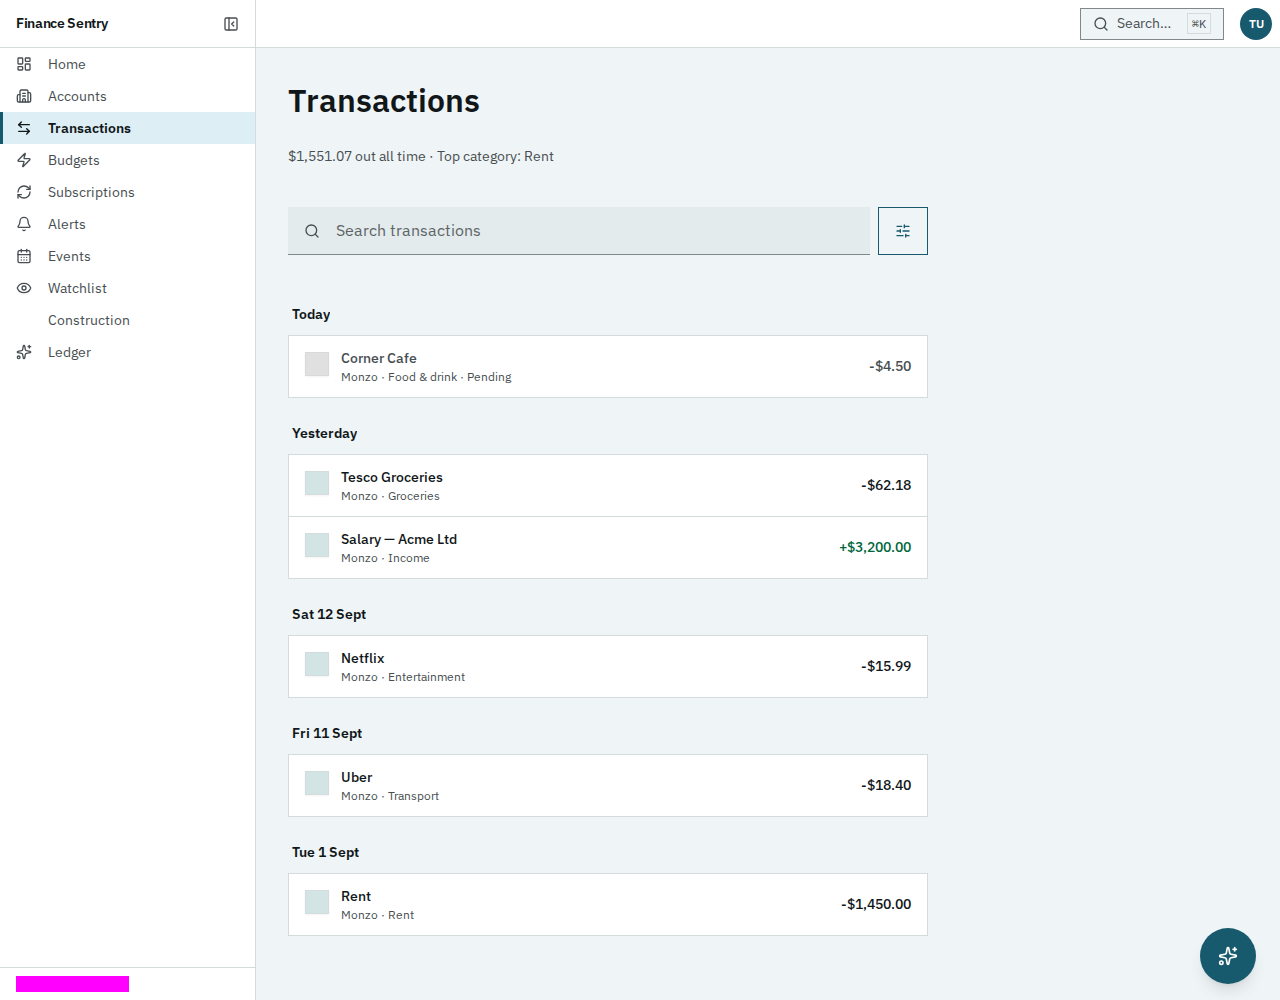 Finance Sentry
Search... ⌘K
TU
Home
Accounts
Transactions
Budgets
Subscriptions
Alerts
Events
Watchlist
Construction
Ledger
Transactions
$1,551.07 out all time · Top category: Rent
Search transactions
Today
Corner Cafe
Monzo · Food & drink · Pending
-$4.50
Yesterday
Tesco Groceries
Monzo · Groceries
-$62.18
Salary — Acme Ltd
Monzo · Income
+$3,200.00
Sat 12 Sept
Netflix
Monzo · Entertainment
-$15.99
Fri 11 Sept
Uber
Monzo · Transport
-$18.40
Tue 1 Sept
Rent
Monzo · Rent
-$1,450.00